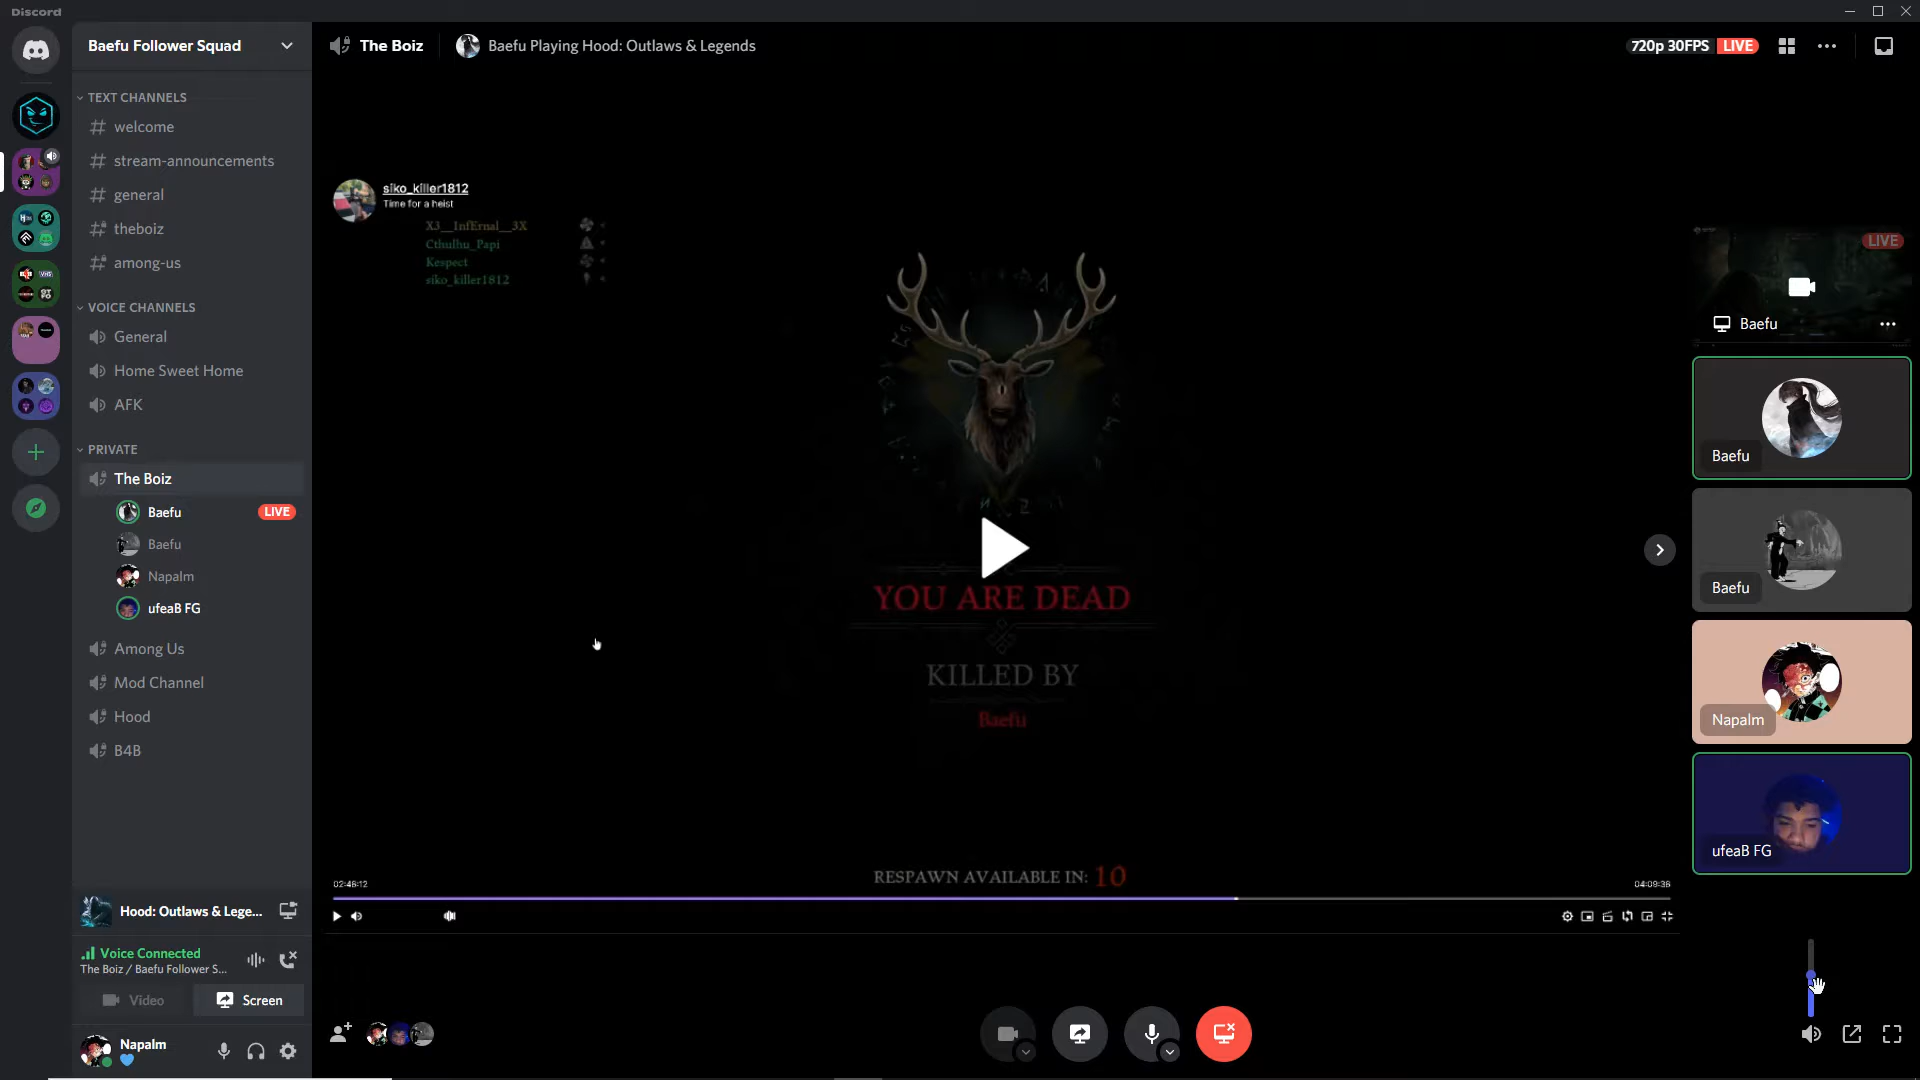 Discord
Baefu Follower Squad
The Boiz
Baefu Playing Hood: Outlaws & Legends
720p 30FPS LIVE
TEXT CHANNELS
welcome
stream-announcements
general
theboiz
among-us
VOICE CHANNELS
General
Home Sweet Home
AFK
PRIVATE
The Boiz
Baefu LIVE
Baefu
Napalm
ufeaB FG
Among Us
Mod Channel
Hood
B4B
Hood: Outlaws & Lege...
Voice Connected
The Boiz / Baefu Follower S...
Video
Screen
Napalm
siko_killer1812
Time for a heist
X3__InfErnal__3X
Cthulhu_Papi
Kespect
siko_killer1812
YOU ARE DEAD
KILLED BY
Baefu
RESPAWN AVAILABLE IN: 10
02:46:12
04:09:36
LIVE
Baefu
Baefu
Baefu
Napalm
ufeaB FG